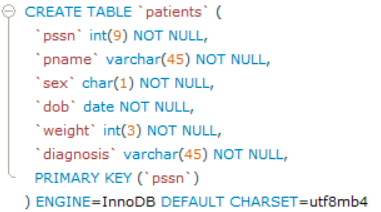 CREATE TABLE `patients` (
`pssn` int(9) NOT NULL,
`pname` varchar(45) NOT NULL,
`sex` char(1) NOT NULL,
`dob` date NOT NULL,
`weight` int(3) NOT NULL,
`diagnosis` varchar(45) NOT NULL,
PRIMARY KEY (`pssn`)
) ENGINE=InnoDB DEFAULT CHARSET=utf8mb4